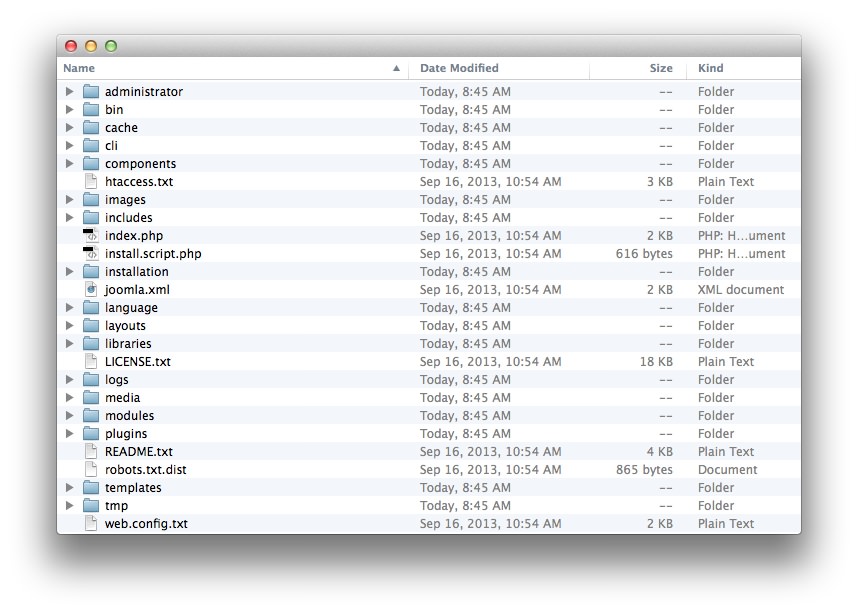 Name Date Modified Size Kind
administrator Today, 8:45 AM -- Folder
bin Today, 8:45 AM -- Folder
cache Today, 8:45 AM -- Folder
cli Today, 8:45 AM -- Folder
components Today, 8:45 AM -- Folder
htaccess.txt Sep 16, 2013, 10:54 AM 3 KB Plain Text
images Today, 8:45 AM -- Folder
includes Today, 8:45 AM -- Folder
index.php Sep 16, 2013, 10:54 AM 2 KB PHP: H...ument
install.script.php Sep 16, 2013, 10:54 AM 616 bytes PHP: H...ument
installation Today, 8:45 AM -- Folder
joomla.xml Sep 16, 2013, 10:54 AM 2 KB XML document
language Today, 8:45 AM -- Folder
layouts Today, 8:45 AM -- Folder
libraries Today, 8:45 AM -- Folder
LICENSE.txt Sep 16, 2013, 10:54 AM 18 KB Plain Text
logs Today, 8:45 AM -- Folder
media Today, 8:45 AM -- Folder
modules Today, 8:45 AM -- Folder
plugins Today, 8:45 AM -- Folder
README.txt Sep 16, 2013, 10:54 AM 4 KB Plain Text
robots.txt.dist Sep 16, 2013, 10:54 AM 865 bytes Document
templates Today, 8:45 AM -- Folder
tmp Today, 8:45 AM -- Folder
web.config.txt Sep 16, 2013, 10:54 AM 2 KB Plain Text